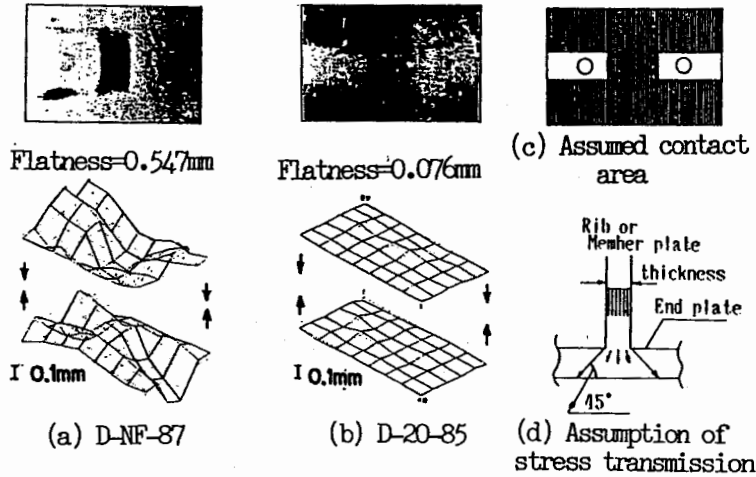 Flatness=0.547mm
0.1mm
(a) D-NF-87
Flatness=0.076mm
0.1mm
(b) D-20-85
(c) Assumed contact
area
Rib or
Member plate
thickness
End plate
45°
(d) Assumption of
stress transmission